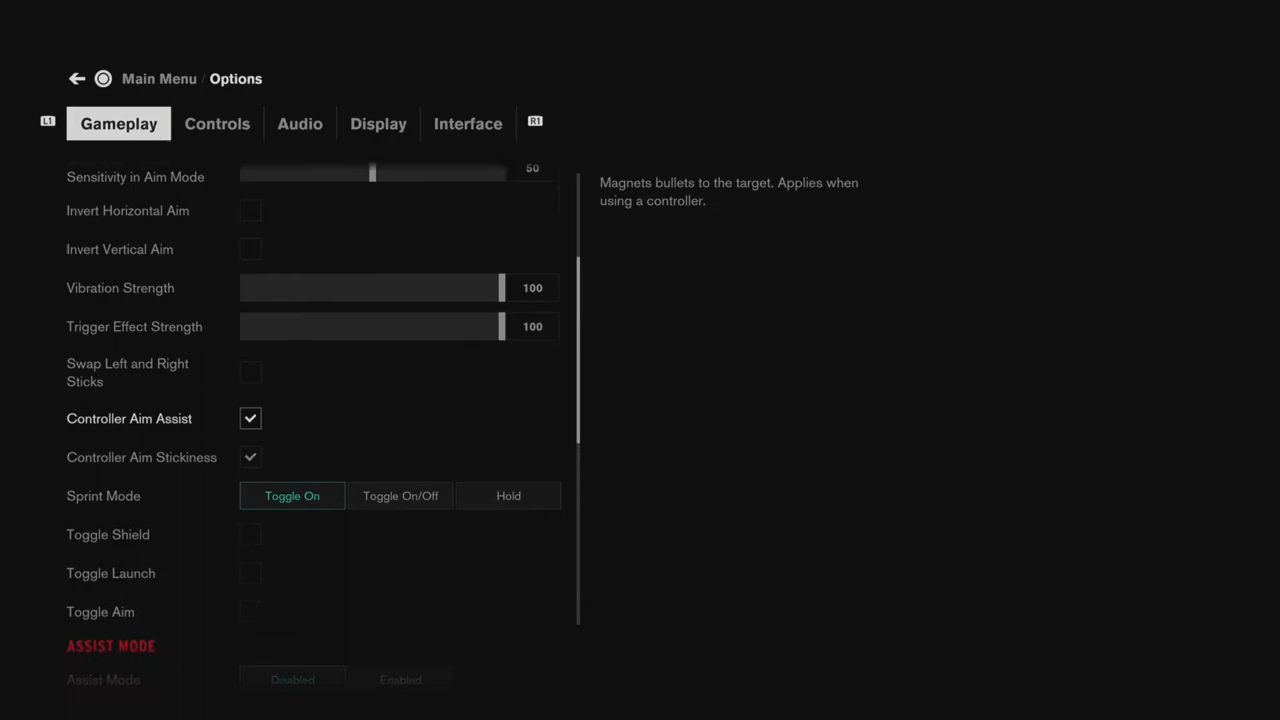 Main Menu / Options
L1 Gameplay Controls Audio Display Interface R1
Sensitivity in Aim Mode 50
Invert Horizontal Aim
Invert Vertical Aim
Vibration Strength 100
Trigger Effect Strength 100
Swap Left and Right
Sticks
Controller Aim Assist
Controller Aim Stickiness
Sprint Mode Toggle On Toggle On/Off Hold
Toggle Shield
Toggle Launch
Toggle Aim
ASSIST MODE
Assist Mode Disabled Enabled
Magnets bullets to the target. Applies when
using a controller.